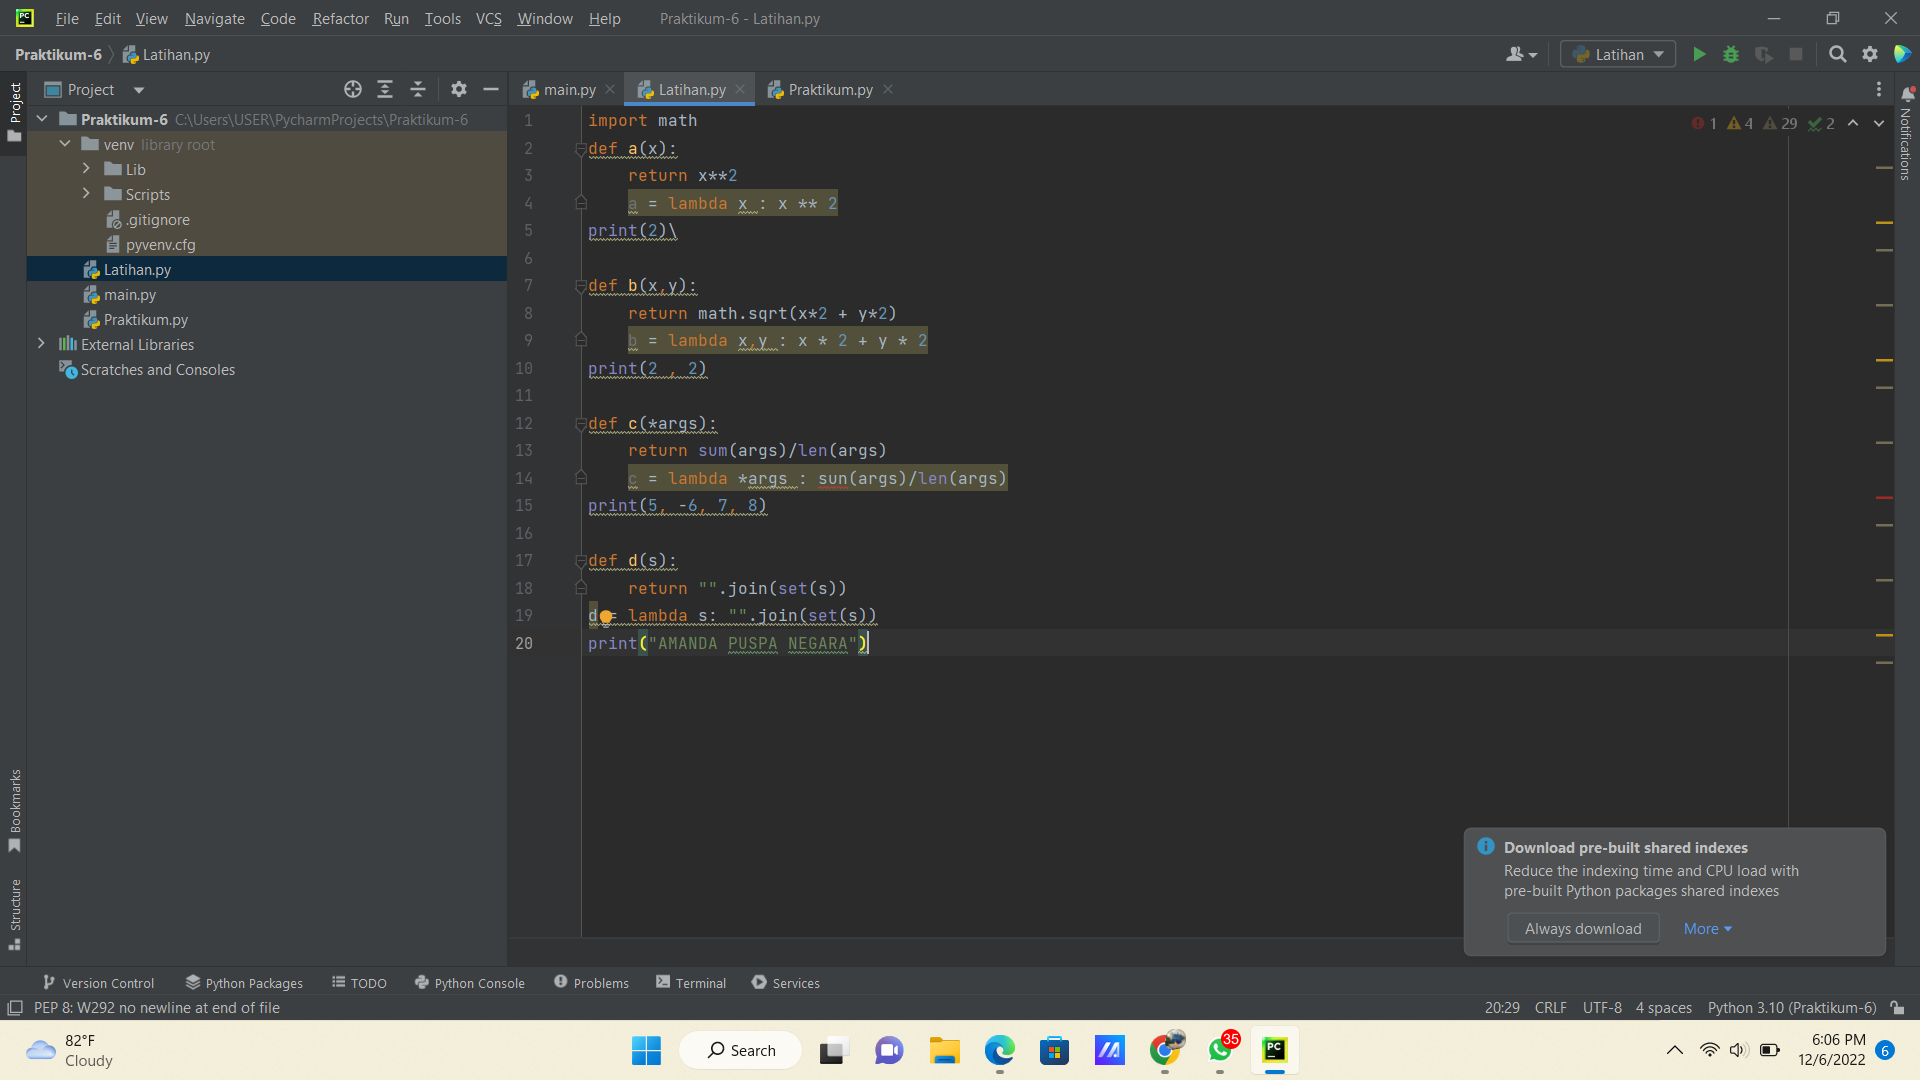 File Edit View Navigate Code Refactor Run Tools VCS Window Help Praktikum-6 - Latihan.py
Praktikum-6 Latihan.py Latihan
Project main.py Latihan.py Praktikum.py
Project
Praktikum-6 C:\Users\USER\PycharmProjects\Praktikum-6
venv library root
Lib
Scripts
.gitignore
pyvenv.cfg
Latihan.py
main.py
Praktikum.py
External Libraries
Scratches and Consoles
1 import math
2 def a(x):
3 return x**2
4 a = lambda x : x ** 2
5 print(2)\
6
7 def b(x,y):
8 return math.sqrt(x*2 + y*2)
9 b = lambda x,y : x * 2 + y * 2
10 print(2 , 2)
11
12 def c(*args):
13 return sum(args)/len(args)
14 c = lambda *args : sun(args)/len(args)
15 print(5, -6, 7, 8)
16
17 def d(s):
18 return "".join(set(s))
19 d = lambda s: "".join(set(s))
20 print("AMANDA PUSPA NEGARA")
1 4 29 2
Notifications
Bookmarks
Structure
Download pre-built shared indexes
Reduce the indexing time and CPU load with
pre-built Python packages shared indexes
Always download More
Version Control Python Packages TODO Python Console Problems Terminal Services
PEP 8: W292 no newline at end of file 20:29 CRLF UTF-8 4 spaces Python 3.10 (Praktikum-6)
82°F
Cloudy
Search
35
PC
6:06 PM
12/6/2022
6